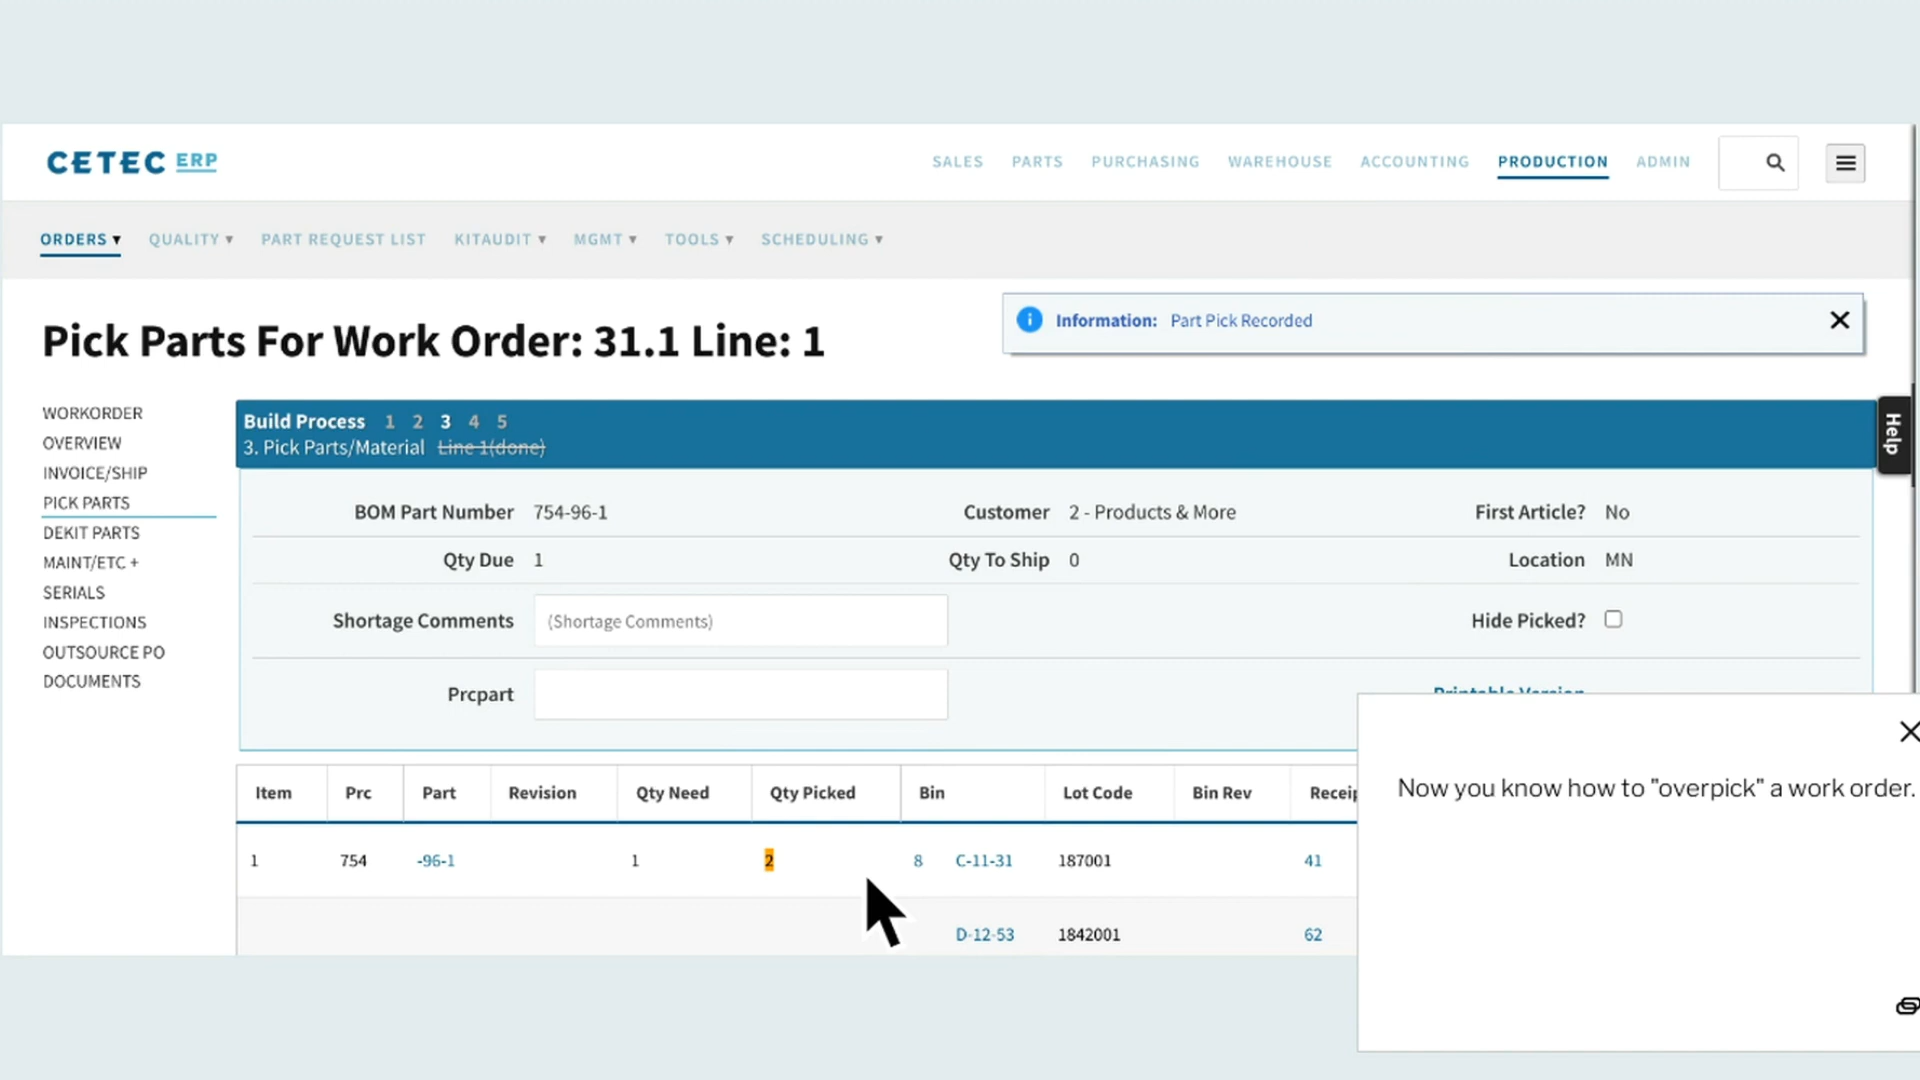 CETEC ERP
SALES PARTS PURCHASING WAREHOUSE ACCOUNTING PRODUCTION ADMIN
ORDERS ▾ QUALITY ▾ PART REQUEST LIST KITAUDIT ▾ MGMT ▾ TOOLS ▾ SCHEDULING ▾
Information: Part Pick Recorded
Pick Parts For Work Order: 31.1 Line: 1
WORKORDER
OVERVIEW
INVOICE/SHIP
PICK PARTS
DEKIT PARTS
MAINT/ETC +
SERIALS
INSPECTIONS
OUTSOURCE PO
DOCUMENTS
Build Process 1 2 3 4 5
3. Pick Parts/Material Line 1(done)
Help
BOM Part Number 754-96-1 Customer 2 - Products & More First Article? No
Qty Due 1 Qty To Ship 0 Location MN
Shortage Comments (Shortage Comments) Hide Picked?
Prcpart Printable Version
Item Prc Part Revision Qty Need Qty Picked Bin Lot Code Bin Rev Receip
1 754 -96-1 1 2 8 C-11-31 187001 41
D-12-53 1842001 62
Now you know how to "overpick" a work order.